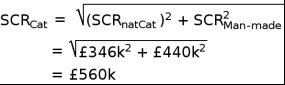 SCR_Cat = √(SCR_natCat)² + SCR²_Man-made
= √£346k² + £440k²
= £560k